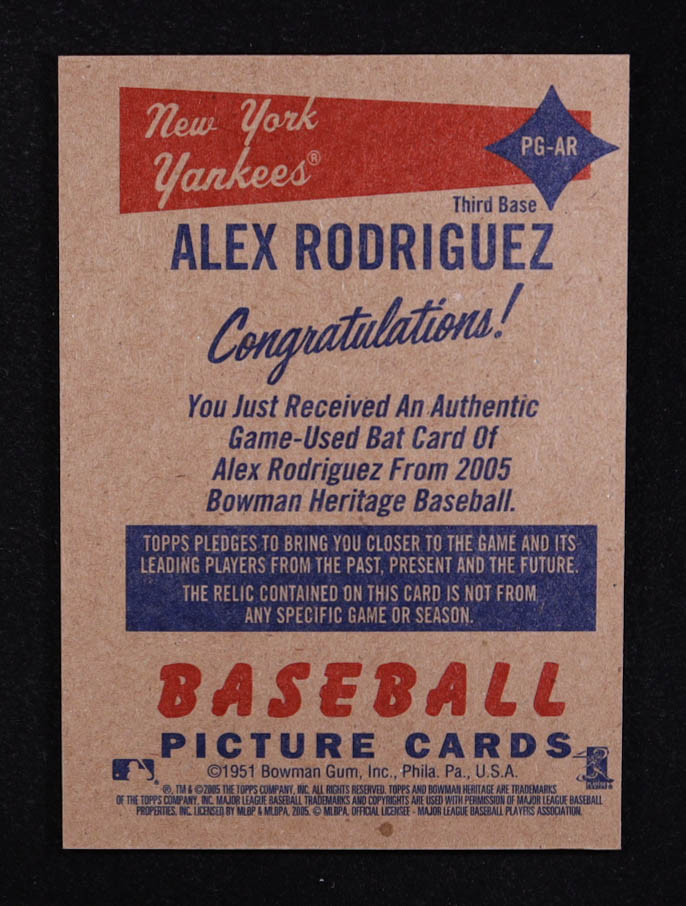 New York
Yankees®
PG-AR
Third Base
ALEX RODRIGUEZ
Congratulations!
You Just Received An Authentic
Game-Used Bat Card Of
Alex Rodriguez From 2005
Bowman Heritage Baseball.
TOPPS PLEDGES TO BRING YOU CLOSER TO THE GAME AND ITS
LEADING PLAYERS FROM THE PAST, PRESENT AND THE FUTURE.
THE RELIC CONTAINED ON THIS CARD IS NOT FROM
ANY SPECIFIC GAME OR SEASON.
BASEBALL
PICTURE CARDS
©1951 Bowman Gum, Inc., Phila. Pa., U.S.A.
®, TM & ©2005 THE TOPPS COMPANY, INC. ALL RIGHTS RESERVED. TOPPS AND BOWMAN HERITAGE ARE TRADEMARKS
OF THE TOPPS COMPANY, INC. MAJOR LEAGUE BASEBALL TRADEMARKS AND COPYRIGHTS ARE USED WITH PERMISSION OF MAJOR LEAGUE BASEBALL
PROPERTIES, INC. LICENSED BY MLBP & MLBPA, 2005. © MLBPA, OFFICIAL LICENSEE - MAJOR LEAGUE BASEBALL PLAYERS ASSOCIATION.